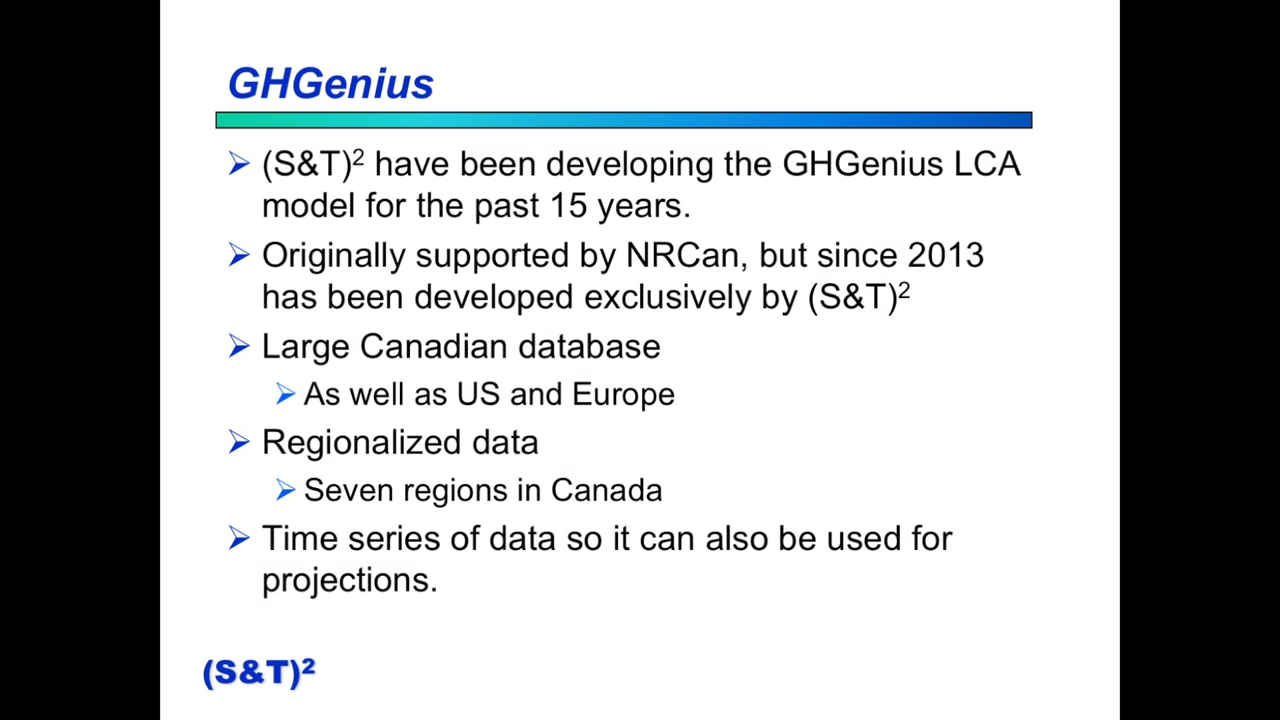 GHGenius
(S&T)² have been developing the GHGenius LCA
model for the past 15 years.
Originally supported by NRCan, but since 2013
has been developed exclusively by (S&T)²
Large Canadian database
As well as US and Europe
Regionalized data
Seven regions in Canada
Time series of data so it can also be used for
projections.
(S&T)²